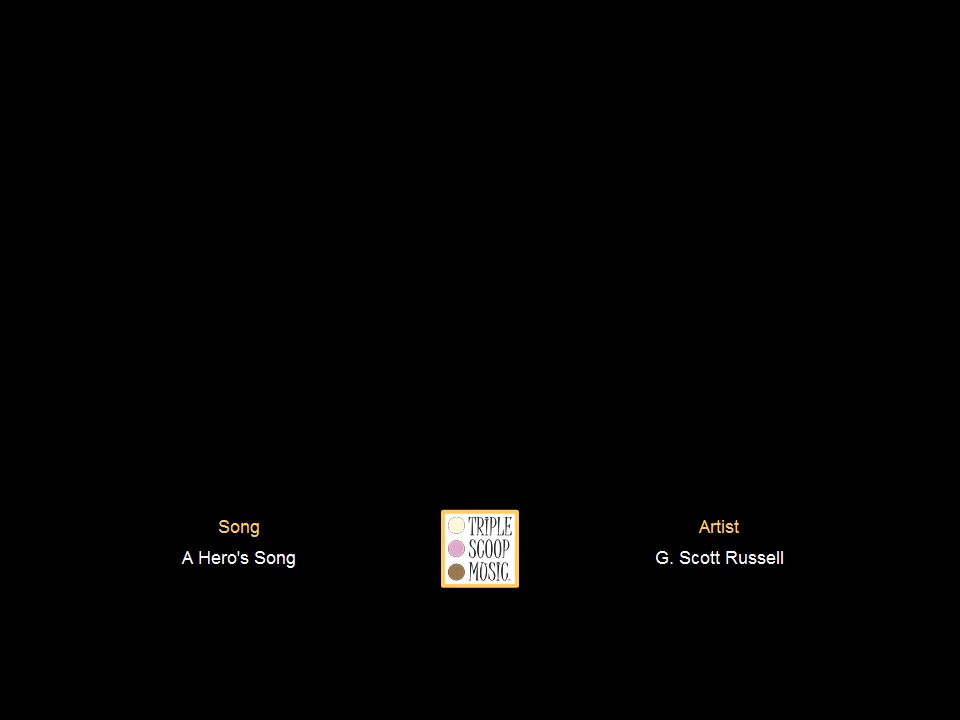 Song
A Hero's Song
TRIPLE
SCOOP
MUSIC.
Artist
G. Scott Russell